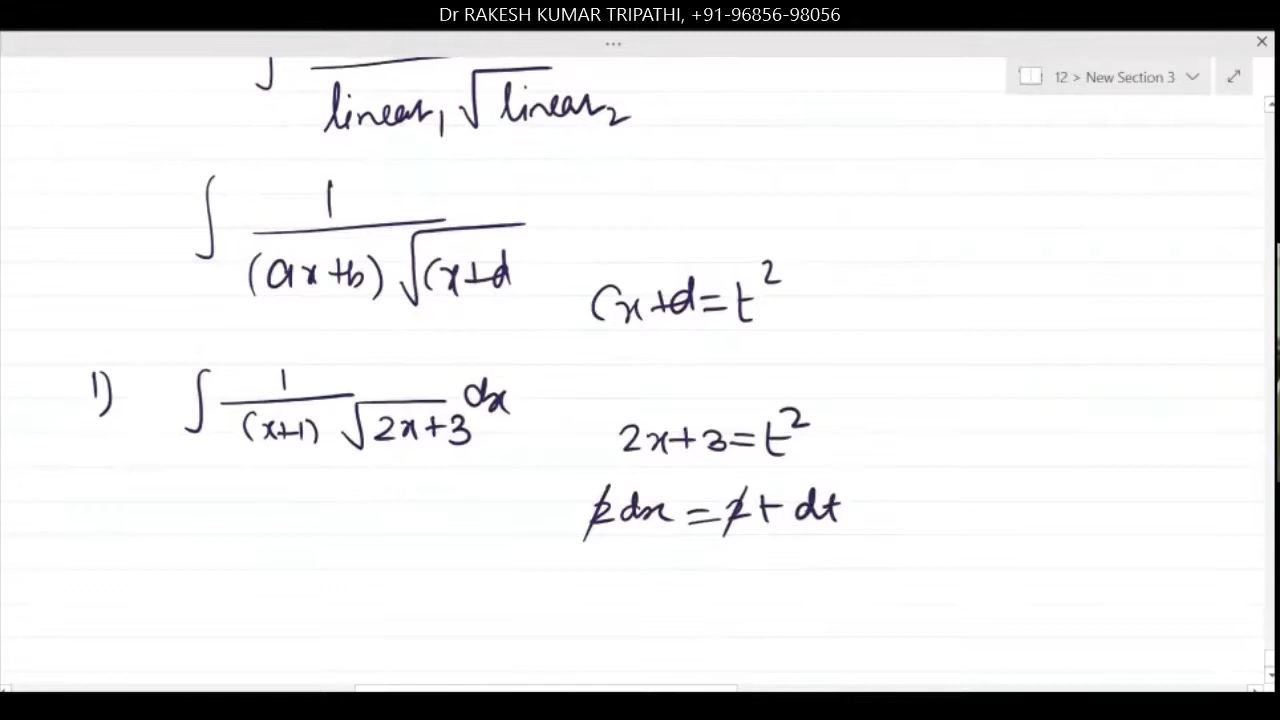 Dr RAKESH KUMAR TRIPATHI, +91-96856-98056
12 > New Section 3
∫ linear₁ √linear₂
∫ 1/((ax+b)√(cx+d))
cx+d=t²
1) ∫ 1/((x+1)√(2x+3)) dx
2x+3=t²
2dx=2t dt